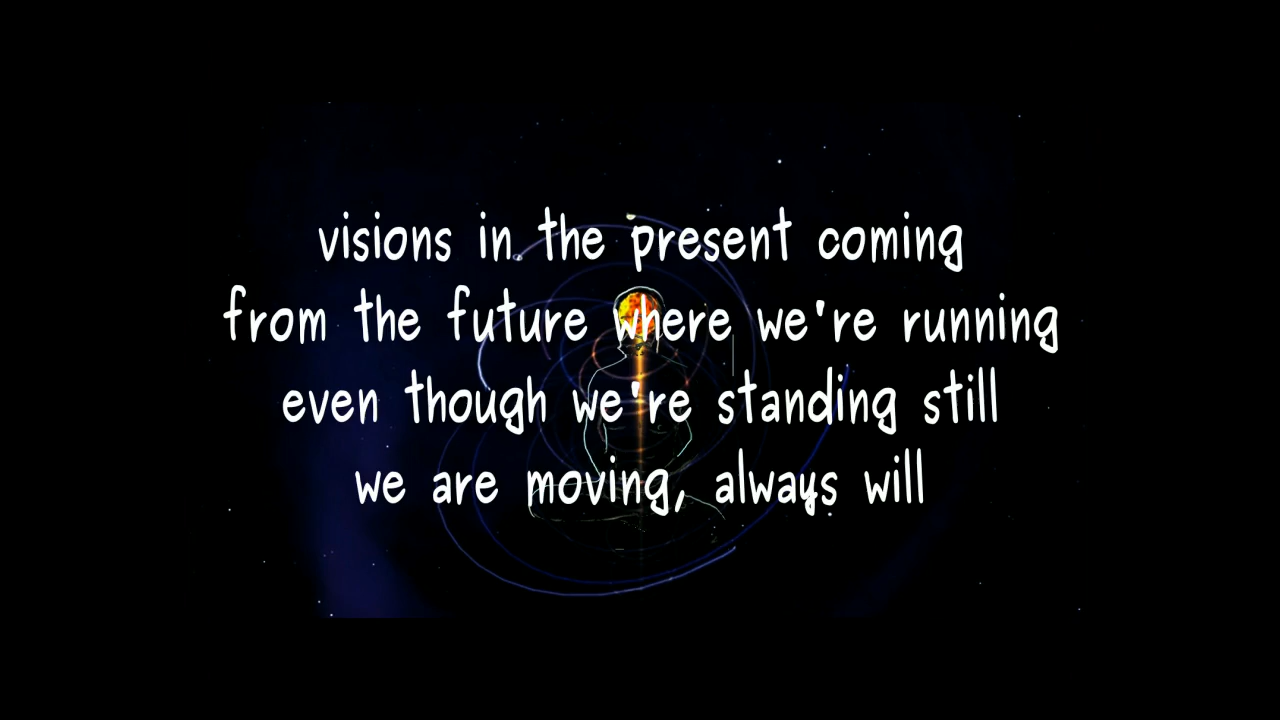 visions in the present coming
from the future where we're running
even though we're standing still
we are moving, always will